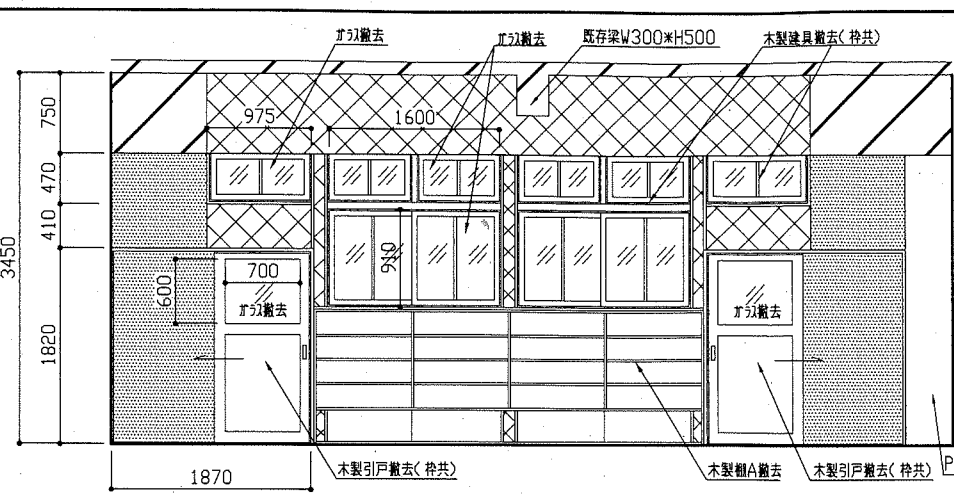 ガラス撤去
ガラス撤去
既存梁W300*H500
木製建具撤去(枠共)
750
975
1600
470
410
3450
910
600
700
ガラス撤去
ガラス撤去
1820
木製引戸撤去(枠共)
木製棚A撤去
木製引戸撤去(枠共)
P
1870